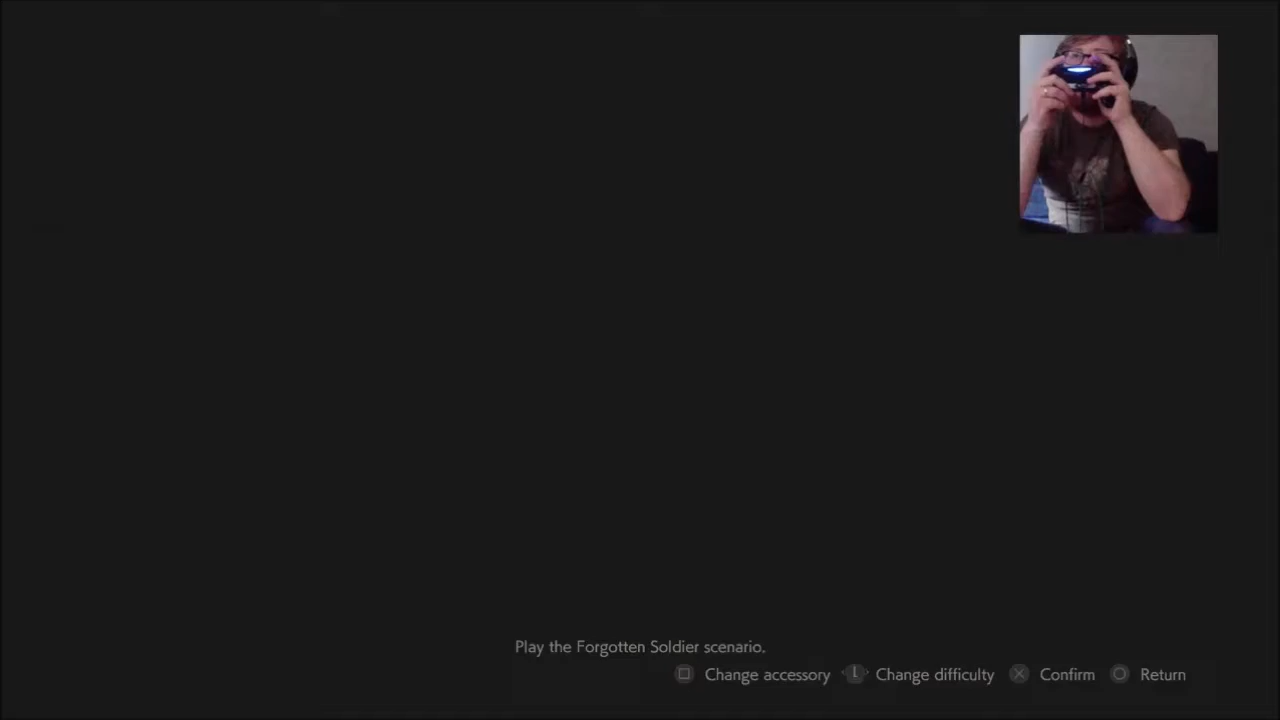 Play the Forgotten Soldier scenario.
Change accessory L Change difficulty Confirm Return